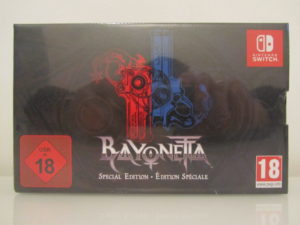 NINTENDO
SWITCH
BAYONETTA
SPECIAL EDITION · ÉDITION SPÉCIALE
USK
18
18